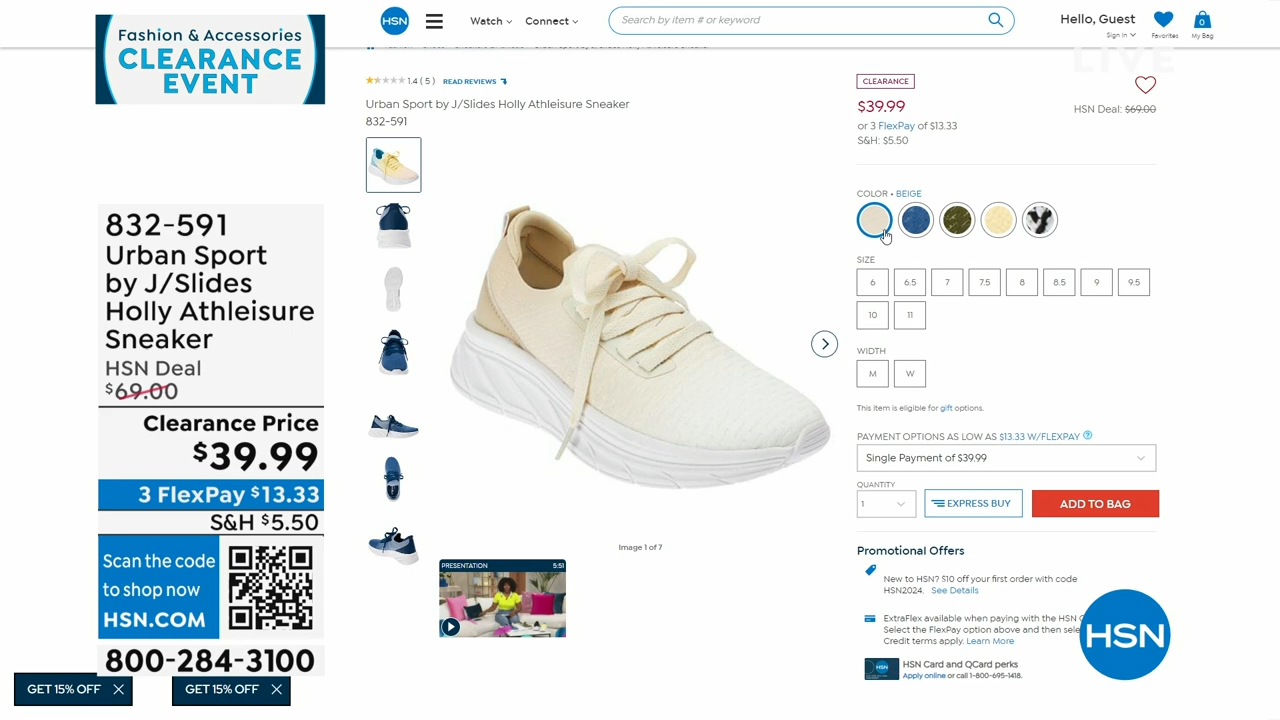 Fashion & Accessories
CLEARANCE
EVENT
HSN
Watch
Connect
Search by item # or keyword
Hello, Guest
Sign In
Favorites
0
My Bag
LIVE
1.4 ( 5 )
READ REVIEWS
Urban Sport by J/Slides Holly Athleisure Sneaker
832-591
CLEARANCE
$39.99
HSN Deal: $69.00
or 3 FlexPay of $13.33
S&H: $5.50
COLOR • BEIGE
SIZE
6 6.5 7 7.5 8 8.5 9 9.5
10 11
WIDTH
M W
This item is eligible for gift options.
PAYMENT OPTIONS AS LOW AS $13.33 W/FLEXPAY
Single Payment of $39.99
QUANTITY
1
EXPRESS BUY
ADD TO BAG
Image 1 of 7
PRESENTATION 5:51
Promotional Offers
New to HSN? $10 off your first order with code
HSN2024. See Details
ExtraFlex available when paying with the HSN
Select the FlexPay option above and then
Credit terms apply. Learn More
HSN
HSN Card and QCard perks
Apply online or call 1-800-695-1418.
HSN
832-591
Urban Sport
by J/Slides
Holly Athleisure
Sneaker
HSN Deal
$69.00
Clearance Price
$39.99
3 FlexPay $13.33
S&H $5.50
Scan the code
to shop now
HSN.COM
800-284-3100
GET 15% OFF
GET 15% OFF